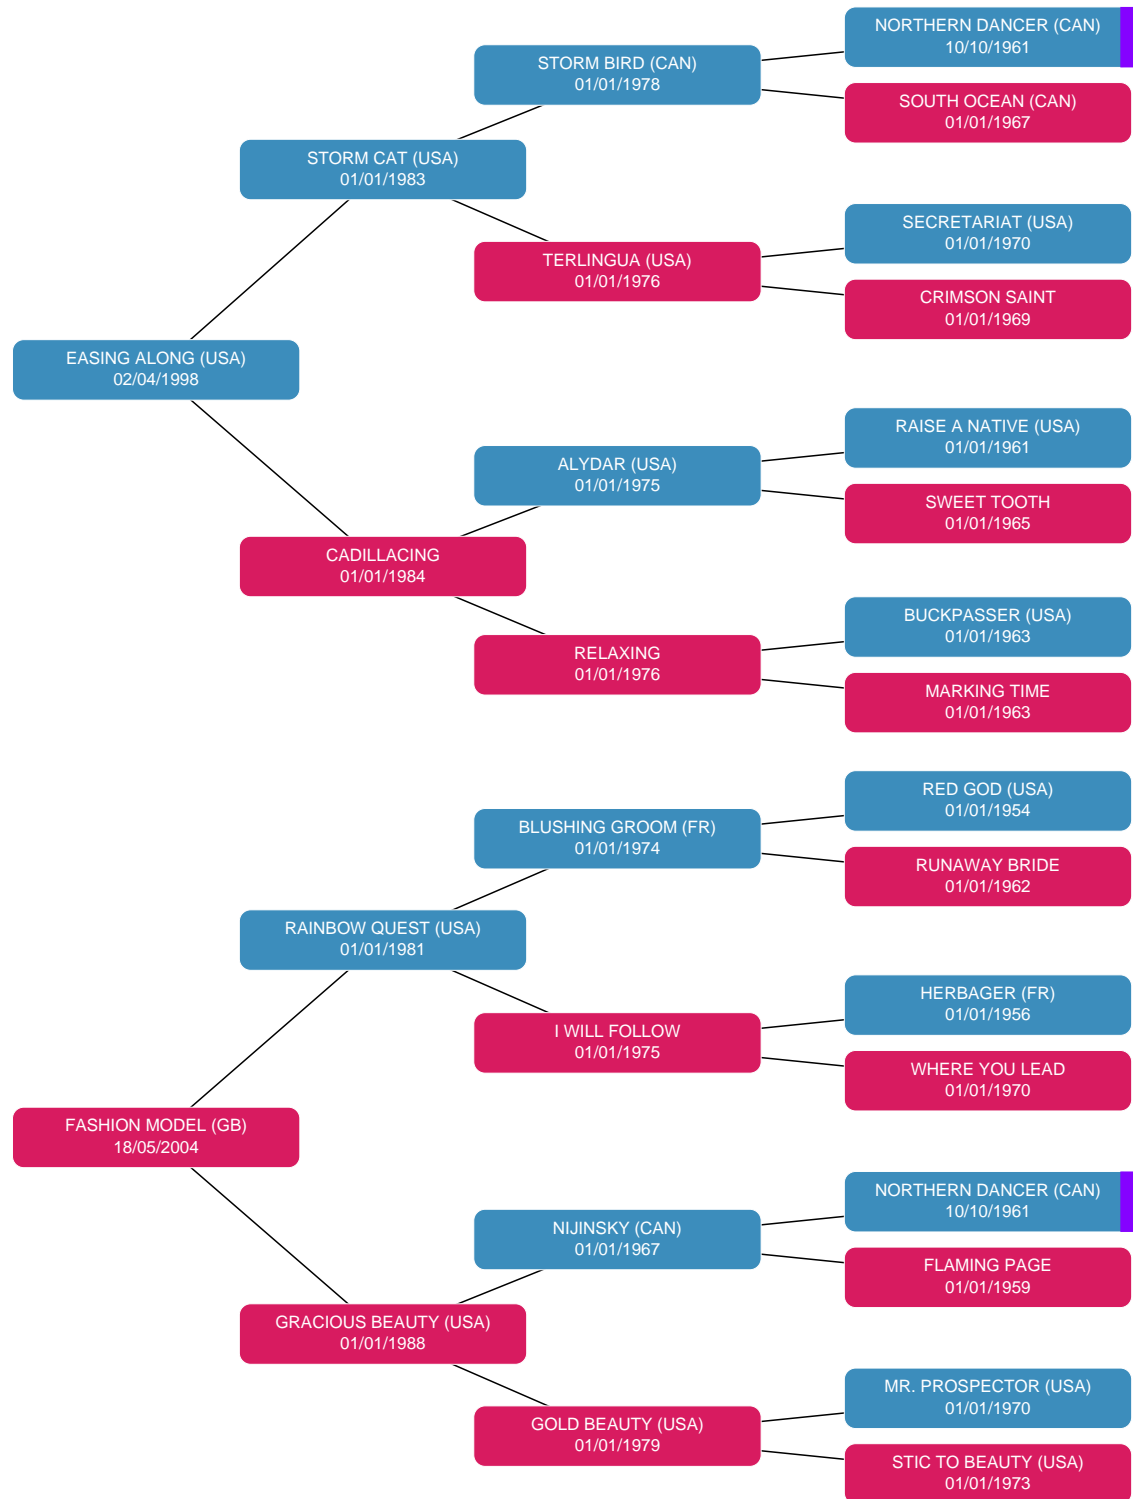 NORTHERN DANCER (CAN)
10/10/1961
STORM BIRD (CAN)
01/01/1978
SOUTH OCEAN (CAN)
01/01/1967
STORM CAT (USA)
01/01/1983
SECRETARIAT (USA)
01/01/1970
TERLINGUA (USA)
01/01/1976
CRIMSON SAINT
01/01/1969
EASING ALONG (USA)
02/04/1998
RAISE A NATIVE (USA)
01/01/1961
ALYDAR (USA)
01/01/1975
SWEET TOOTH
01/01/1965
CADILLACING
01/01/1984
BUCKPASSER (USA)
01/01/1963
RELAXING
01/01/1976
MARKING TIME
01/01/1963
RED GOD (USA)
01/01/1954
BLUSHING GROOM (FR)
01/01/1974
RUNAWAY BRIDE
01/01/1962
RAINBOW QUEST (USA)
01/01/1981
HERBAGER (FR)
01/01/1956
I WILL FOLLOW
01/01/1975
WHERE YOU LEAD
01/01/1970
FASHION MODEL (GB)
18/05/2004
NORTHERN DANCER (CAN)
10/10/1961
NIJINSKY (CAN)
01/01/1967
FLAMING PAGE
01/01/1959
GRACIOUS BEAUTY (USA)
01/01/1988
MR. PROSPECTOR (USA)
01/01/1970
GOLD BEAUTY (USA)
01/01/1979
STIC TO BEAUTY (USA)
01/01/1973